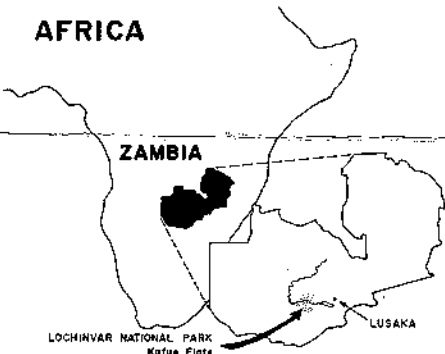 AFRICA
ZAMBIA
LUSAKA
LOCHINVAR NATIONAL PARK
Kafue Flats